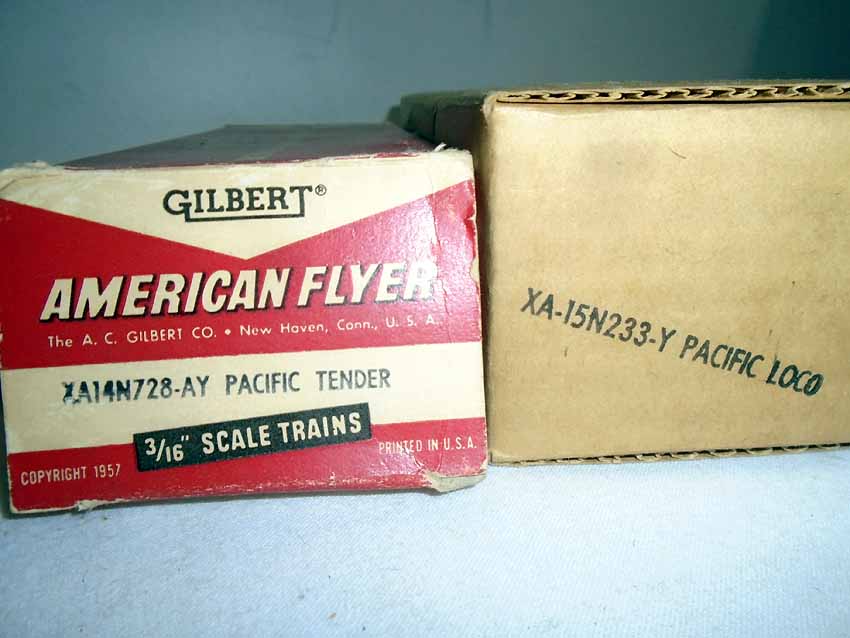 GILBERT®
AMERICAN FLYER
The A. C. GILBERT CO. • New Haven, Conn., U. S. A.
XA14N728-AY PACIFIC TENDER
3/16" SCALE TRAINS
PRINTED IN U.S.A.
COPYRIGHT 1957
XA-15N233-Y PACIFIC LOCO